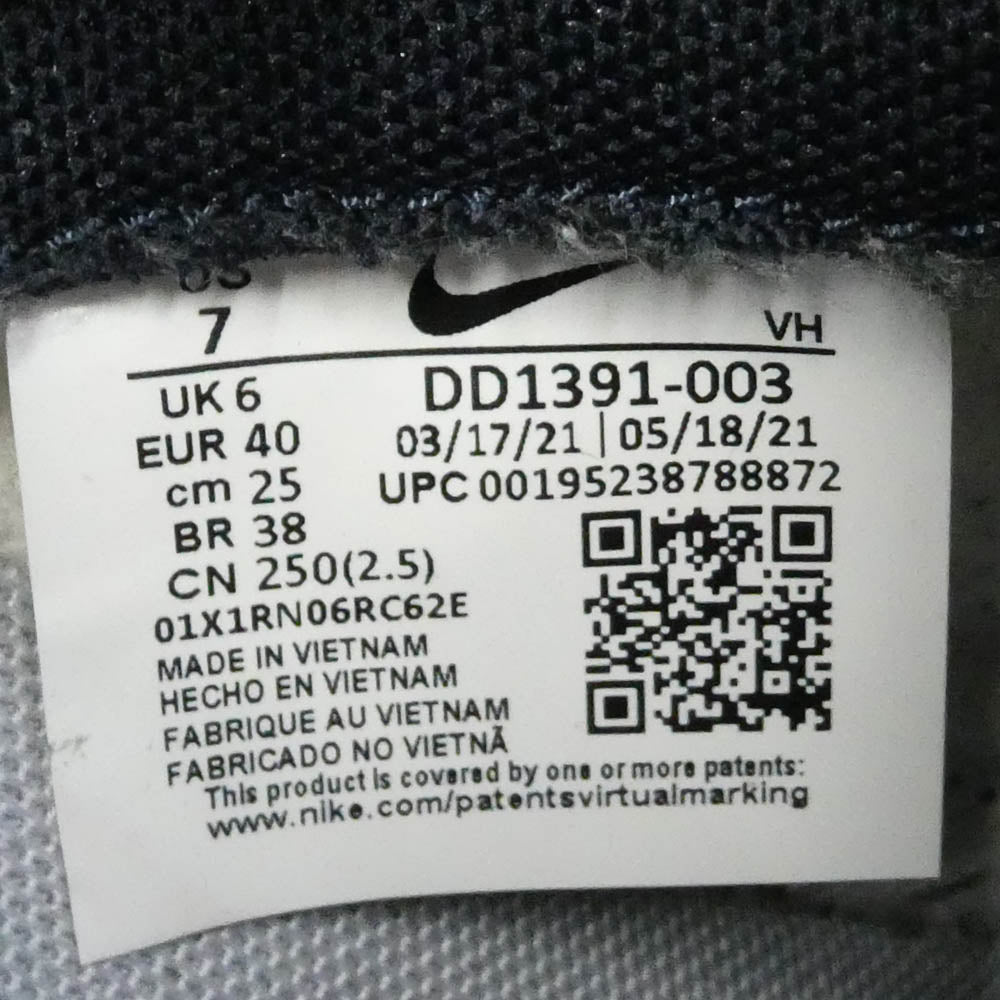 US
7
VH
UK 6
DD1391-003
EUR 40
03/17/21 | 05/18/21
cm 25
UPC 00195238788872
BR 38
CN 250(2.5)
01X1RN06RC62E
MADE IN VIETNAM
HECHO EN VIETNAM
FABRIQUE AU VIETNAM
FABRICADO NO VIETNÃ
This product is covered by one or more patents:
www.nike.com/patentsvirtualmarking